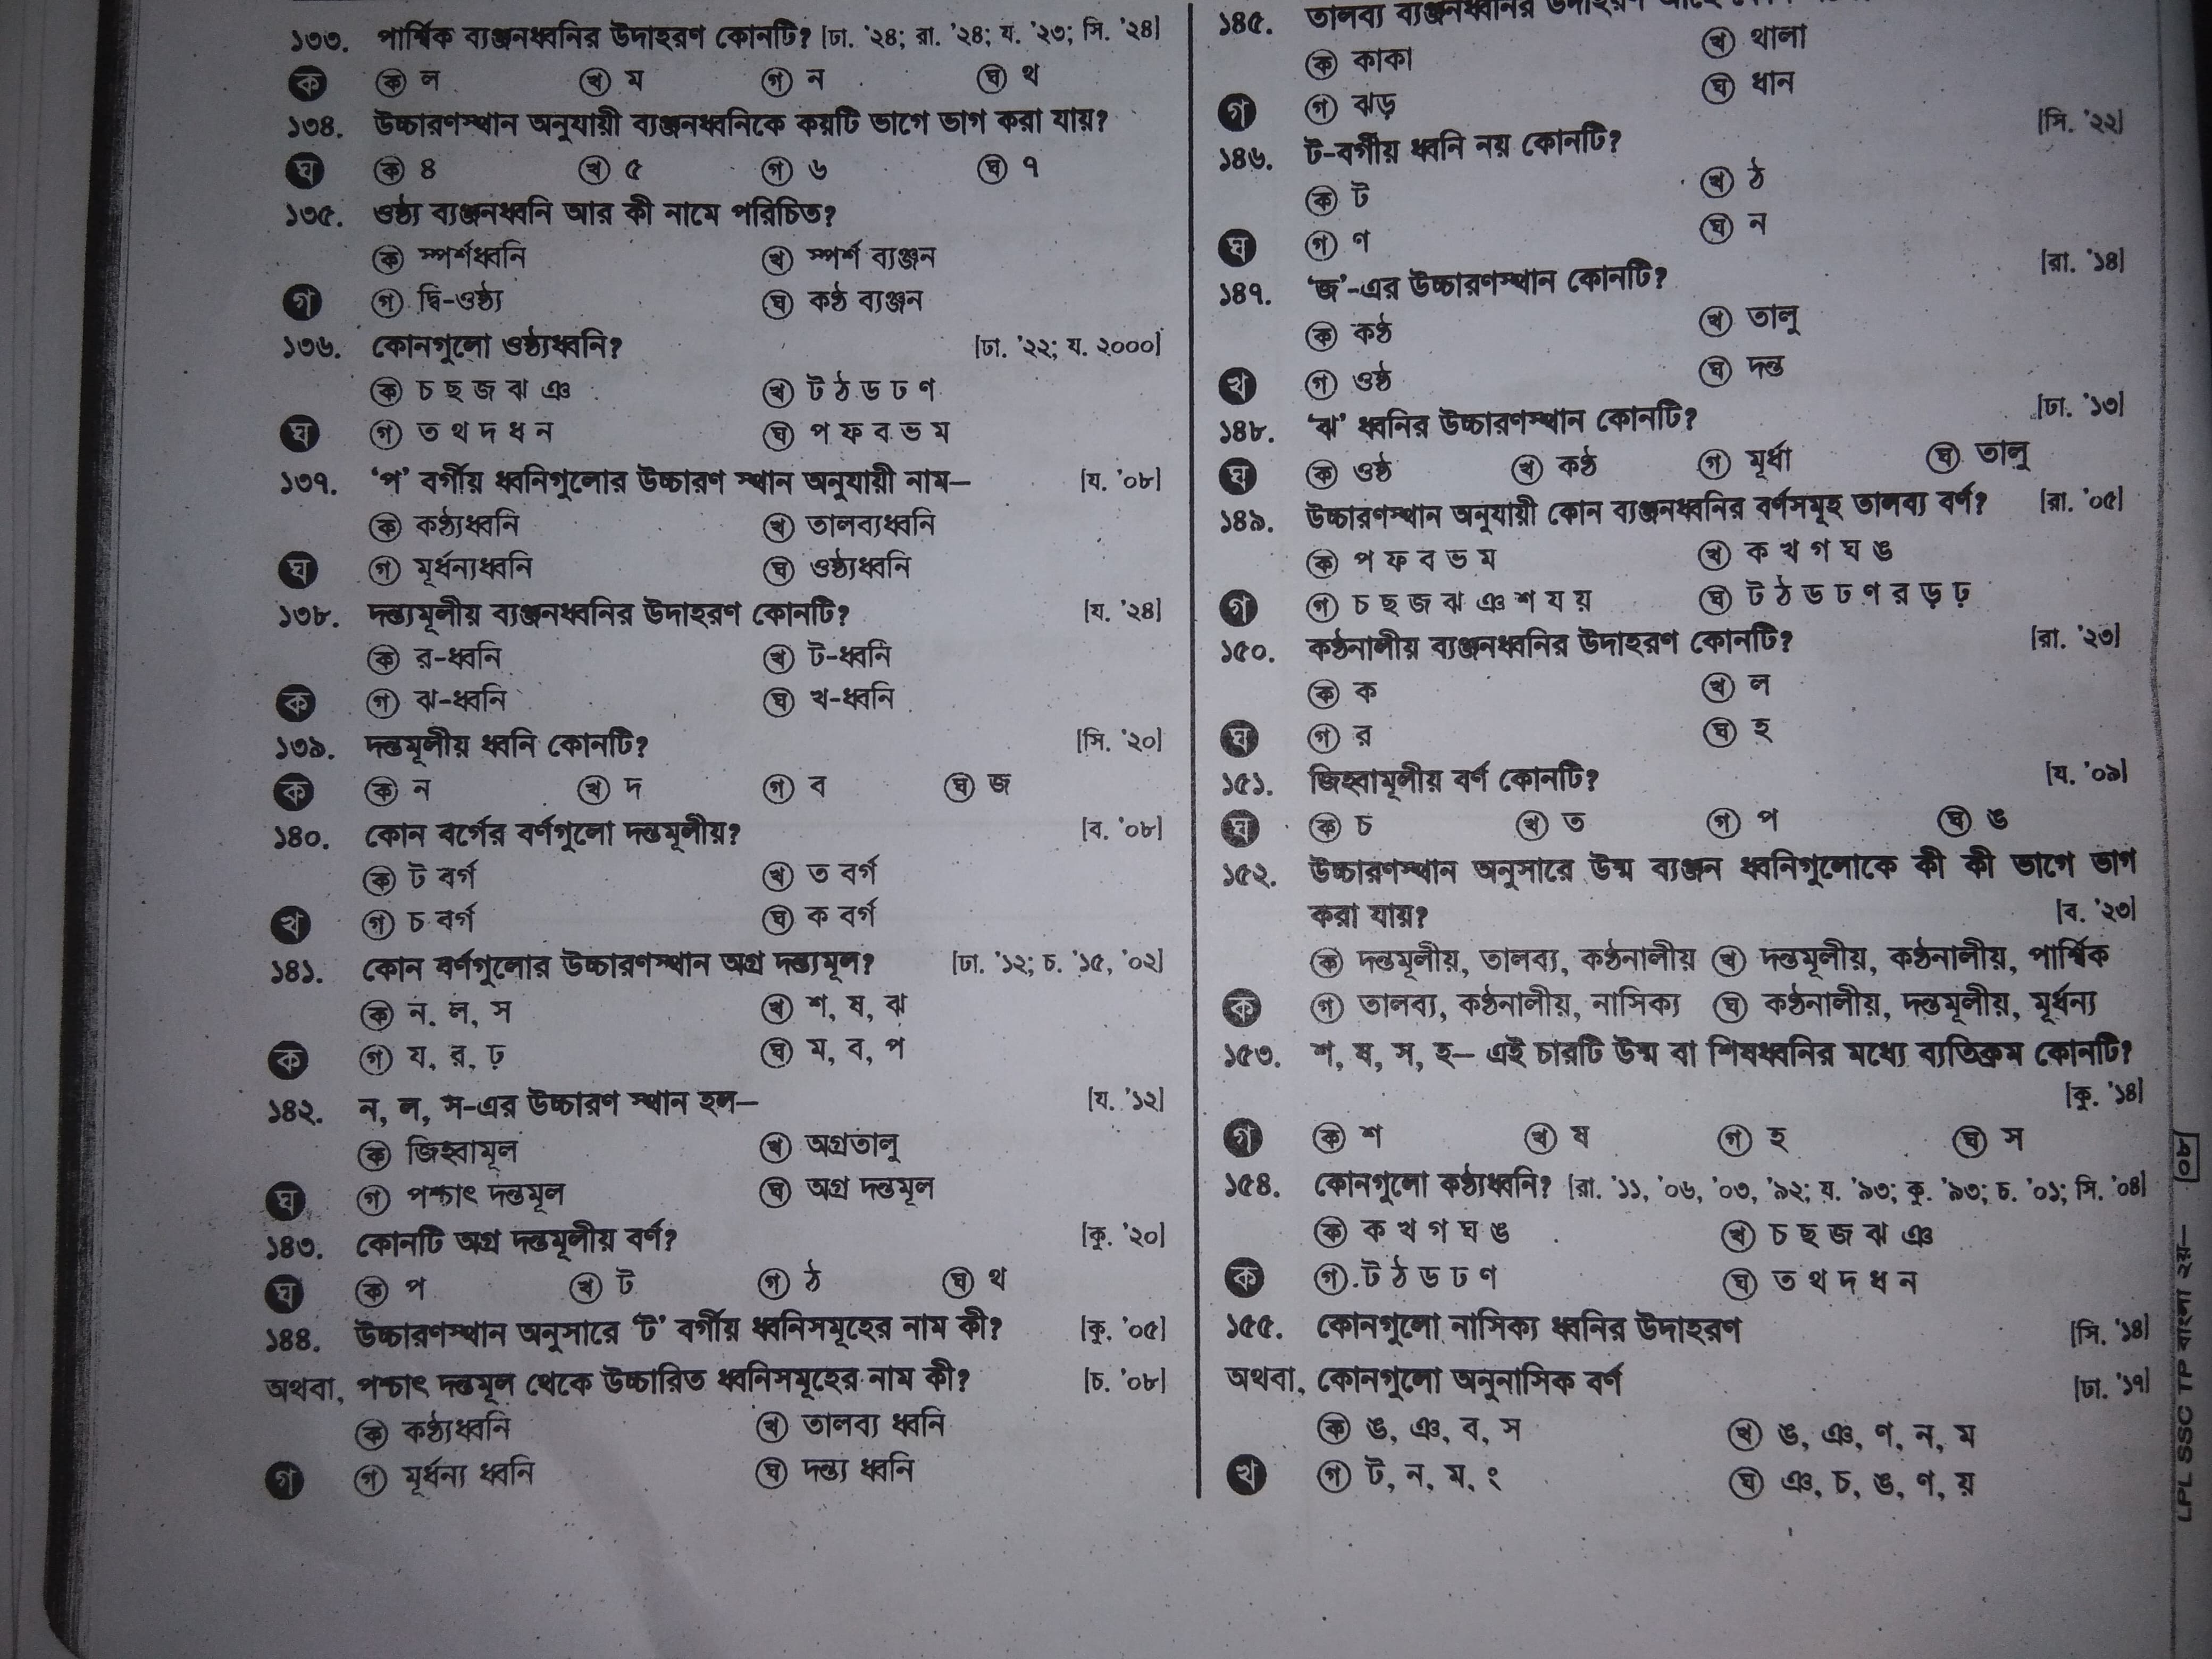 ১৩৩. পার্শ্বিক ব্যঞ্জনধ্বনির উদাহরণ কোনটি? [ঢা. '২৪; রা. '২৪; য. '২৩; সি. '২৪]
ক ক ল খ ম গ ন ঘ থ
১৩৪. উচ্চারণস্থান অনুযায়ী ব্যঞ্জনধ্বনিকে কয়টি ভাগে ভাগ করা যায়?
ঘ ক ৪ খ ৫ গ ৬ ঘ ৭
১৩৫. ওষ্ঠ্য ব্যঞ্জনধ্বনি আর কী নামে পরিচিত?
ক স্পর্শধ্বনি খ স্পর্শ ব্যঞ্জন
গ গ দ্বি-ওষ্ঠ্য ঘ কণ্ঠ ব্যঞ্জন
১৩৬. কোনগুলো ওষ্ঠ্যধ্বনি? [ঢা. '২২; য. ২০০০]
ক চ ছ জ ঝ ঞ খ ট ঠ ড ঢ ণ
ঘ গ ত থ দ ধ ন ঘ প ফ ব ভ ম
১৩৭. 'প' বর্গীয় ধ্বনিগুলোর উচ্চারণ স্থান অনুযায়ী নাম— [য. '০৮]
ক কণ্ঠ্যধ্বনি খ তালব্যধ্বনি
ঘ গ মূর্ধন্যধ্বনি ঘ ওষ্ঠ্যধ্বনি
১৩৮. দন্ত্যমূলীয় ব্যঞ্জনধ্বনির উদাহরণ কোনটি? [য. '২৪]
ক র-ধ্বনি খ ট-ধ্বনি
ক গ ঝ-ধ্বনি ঘ খ-ধ্বনি
১৩৯. দন্তমূলীয় ধ্বনি কোনটি? [সি. '২০]
ক ক ন খ দ গ ব ঘ জ
১৪০. কোন বর্গের বর্ণগুলো দন্তমূলীয়? [ব. '০৮]
ক ট বর্গ খ ত বর্গ
খ গ চ বর্গ ঘ ক বর্গ
১৪১. কোন বর্ণগুলোর উচ্চারণস্থান অগ্র দন্ত্যমূল? [ঢা. '১২; চ. '১৫, '০২]
ক ন, ল, স খ শ, ষ, ঝ
ক গ য, র, ঢ় ঘ ম, ব, প
১৪২. ন, ল, স-এর উচ্চারণ স্থান হল— [য. '১২]
ক জিহ্বামূল খ অগ্রতালু
ঘ গ পশ্চাৎ দন্তমূল ঘ অগ্র দন্তমূল
১৪৩. কোনটি অগ্র দন্তমূলীয় বর্ণ? [কু. '২০]
ঘ ক প খ ট গ ঠ ঘ থ
১৪৪. উচ্চারণস্থান অনুসারে 'ট' বর্গীয় ধ্বনিসমূহের নাম কী? [কু. '০৫]
অথবা, পশ্চাৎ দন্তমূল থেকে উচ্চারিত ধ্বনিসমূহের নাম কী? [চ. '০৮]
ক কণ্ঠ্যধ্বনি খ তালব্য ধ্বনি
গ গ মূর্ধন্য ধ্বনি ঘ দন্ত্য ধ্বনি
১৪৫. তালব্য ব্যঞ্জনধ্বনির উদাহরণ
ক কাকা খ থালা
গ গ ঝড় ঘ ধান
১৪৬. ট-বর্গীয় ধ্বনি নয় কোনটি? [সি. '২২]
ক ট খ ঠ
ঘ গ ণ ঘ ন
১৪৭. 'জ'-এর উচ্চারণস্থান কোনটি? [রা. '১৪]
ক কণ্ঠ খ তালু
খ গ ওষ্ঠ ঘ দন্ত
১৪৮. 'ঝ' ধ্বনির উচ্চারণস্থান কোনটি? [ঢা. '১৩]
ঘ ক ওষ্ঠ খ কণ্ঠ গ মূর্ধা ঘ তালু
১৪৯. উচ্চারণস্থান অনুযায়ী কোন ব্যঞ্জনধ্বনির বর্ণসমূহ তালব্য বর্ণ? [রা. '০৫]
ক প ফ ব ভ ম খ ক খ গ ঘ ঙ
গ গ চ ছ জ ঝ ঞ শ য য় ঘ ট ঠ ড ঢ ণ র ড় ঢ়
১৫০. কণ্ঠনালীয় ব্যঞ্জনধ্বনির উদাহরণ কোনটি? [রা. '২৩]
ক ক খ ল
ঘ গ র ঘ হ
১৫১. জিহ্বামূলীয় বর্ণ কোনটি? [য. '০৯]
ঘ ক চ খ ত গ প ঘ ঙ
১৫২. উচ্চারণস্থান অনুসারে উষ্ম ব্যঞ্জন ধ্বনিগুলোকে কী কী ভাগে ভাগ
করা যায়? [ব. '২৩]
ক দন্তমূলীয়, তালব্য, কণ্ঠনালীয় খ দন্তমূলীয়, কণ্ঠনালীয়, পার্শ্বিক
ক গ তালব্য, কণ্ঠনালীয়, নাসিক্য ঘ কণ্ঠনালীয়, দন্তমূলীয়, মূর্ধন্য
১৫৩. শ, ষ, স, হ— এই চারটি উষ্ম বা শিষধ্বনির মধ্যে ব্যতিক্রম কোনটি?
[কু. '১৪]
গ ক শ খ ষ গ হ ঘ স
১৫৪. কোনগুলো কণ্ঠ্যধ্বনি? [রা. '১১, '০৬, '০৩, '৯২; য. '৯৩; কু. '৯৩; চ. '০১; সি. '০৪]
ক ক খ গ ঘ ঙ খ চ ছ জ ঝ ঞ
ক গ ট ঠ ড ঢ ণ ঘ ত থ দ ধ ন
১৫৫. কোনগুলো নাসিক্য ধ্বনির উদাহরণ [সি. '১৪]
অথবা, কোনগুলো অনুনাসিক বর্ণ [ঢা. '১৭]
ক ঙ, ঞ, ব, স খ ঙ, ঞ, ণ, ন, ম
খ গ ট, ন, ম, ং ঘ ঞ, চ, ঙ, ণ, য়
LPL SSC TP বাংলা ২য়— ০৮